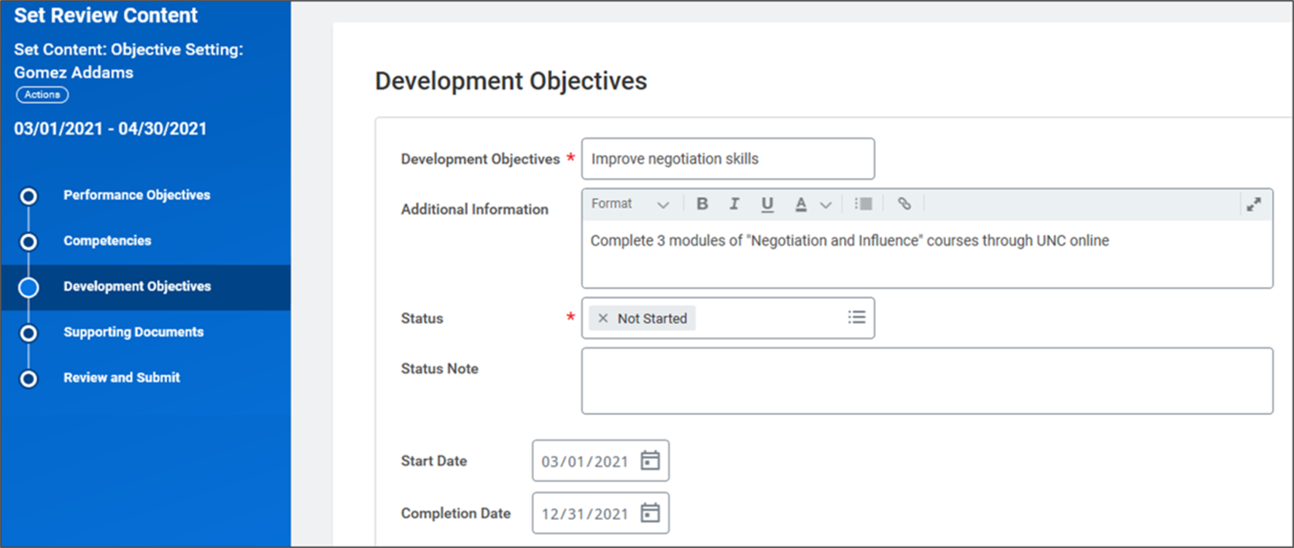 Set Review Content
Set Content: Objective Setting:
Gomez Addams
Actions
03/01/2021 - 04/30/2021
Performance Objectives
Competencies
Development Objectives
Supporting Documents
Review and Submit
Development Objectives
Development Objectives * Improve negotiation skills
Additional Information
Format B I U A
Complete 3 modules of "Negotiation and Influence" courses through UNC online
Status * × Not Started
Status Note
Start Date 03/01/2021
Completion Date 12/31/2021